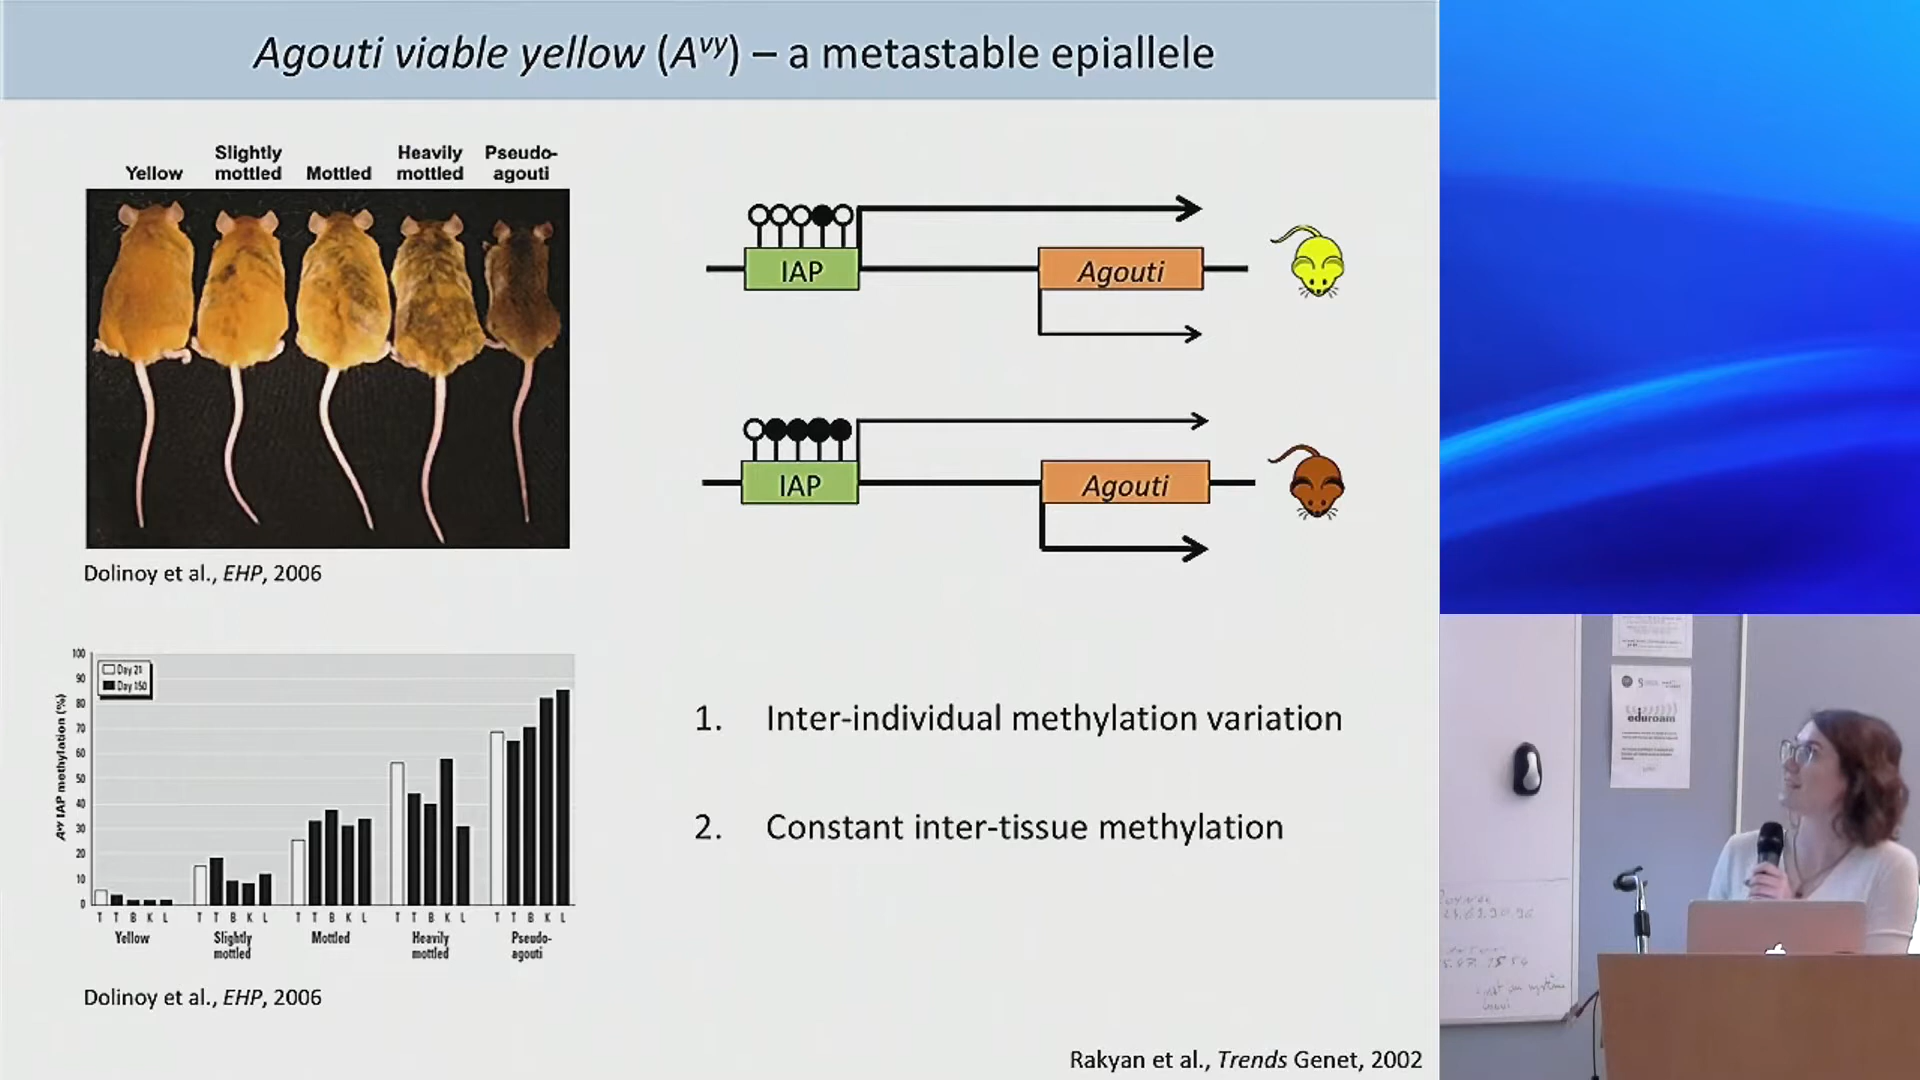 Agouti viable yellow (Avy) – a metastable epiallele
Yellow
Slightly
mottled
Mottled
Heavily
mottled
Pseudo-
agouti
Dolinoy et al., EHP, 2006
IAP
Agouti
IAP
Agouti
Avy IAP methylation (%)
100
90
80
70
60
50
40
30
20
10
0
Day 21
Day 150
T T B K L
T T B K L
T T B K L
T T B K L
T T B K L
Yellow
Slightly
mottled
Mottled
Heavily
mottled
Pseudo-
agouti
Dolinoy et al., EHP, 2006
1. Inter-individual methylation variation
2. Constant inter-tissue methylation
Rakyan et al., Trends Genet, 2002
eduroam